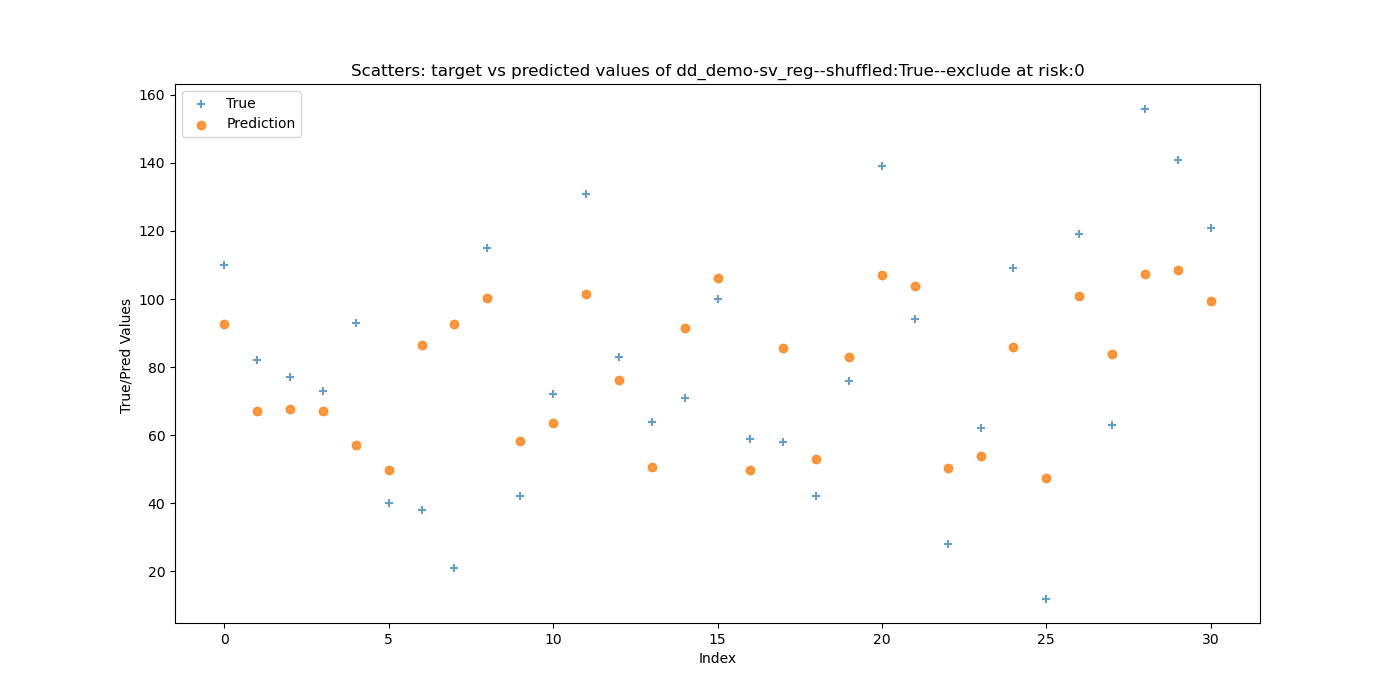 Scatters: target vs predicted values of dd_demo-sv_reg--shuffled:True--exclude at risk:0
True
Prediction
True/Pred Values
160
140
120
100
80
60
40
20
0 5 10 15 20 25 30
Index